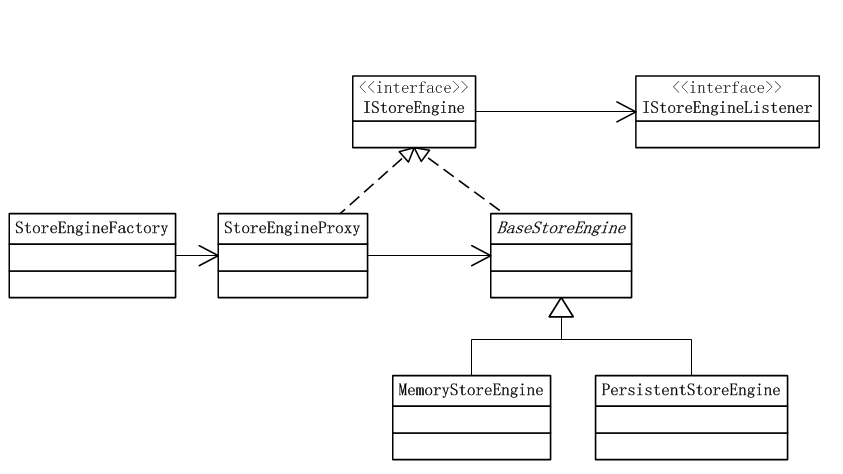 <<interface>>
IStoreEngine
<<interface>>
IStoreEngineListener
StoreEngineFactory
StoreEngineProxy
BaseStoreEngine
MemoryStoreEngine
PersistentStoreEngine